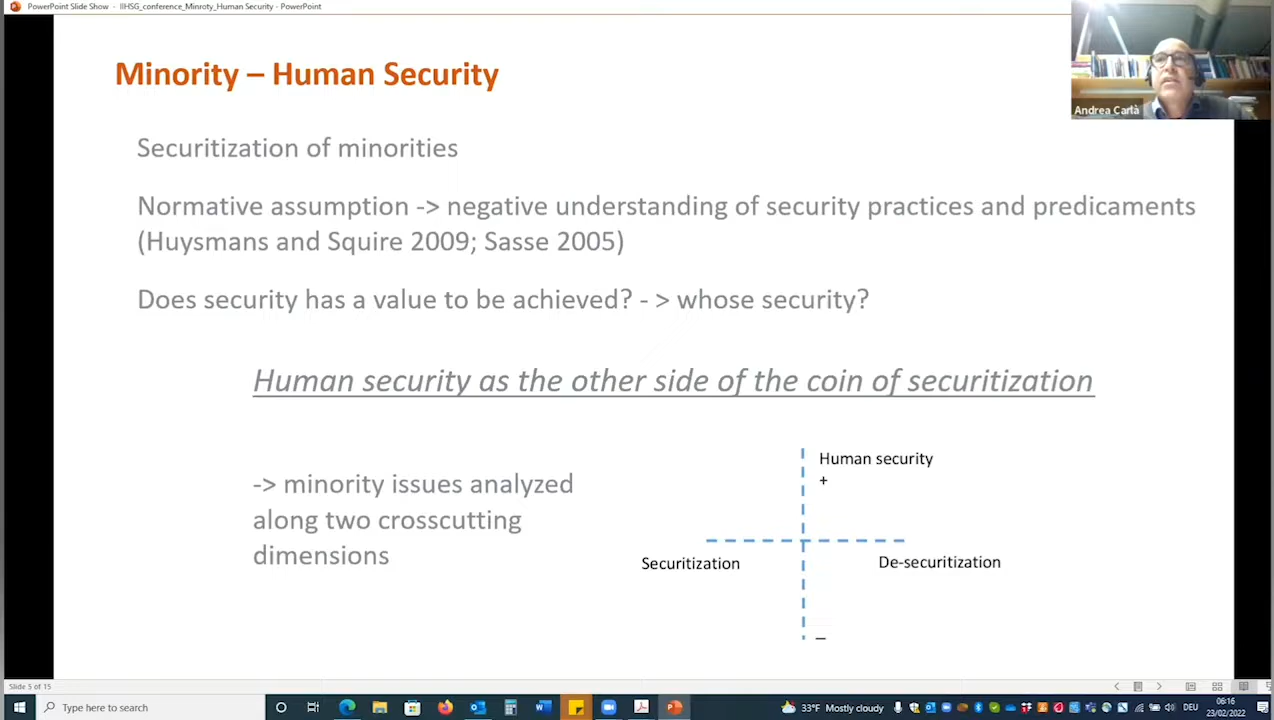 PowerPoint Slide Show - IIHSG_conference_Minroty_Human Security - PowerPoint
Andrea Carlà
Minority – Human Security
Securitization of minorities
Normative assumption -> negative understanding of security practices and predicaments
(Huysmans and Squire 2009; Sasse 2005)
Does security has a value to be achieved? - > whose security?
Human security as the other side of the coin of securitization
-> minority issues analyzed
along two crosscutting
dimensions
Human security
+
Securitization
De-securitization
–
Slide 5 of 15
Type here to search
33°F Mostly cloudy
DEU
06:16
23/02/2022